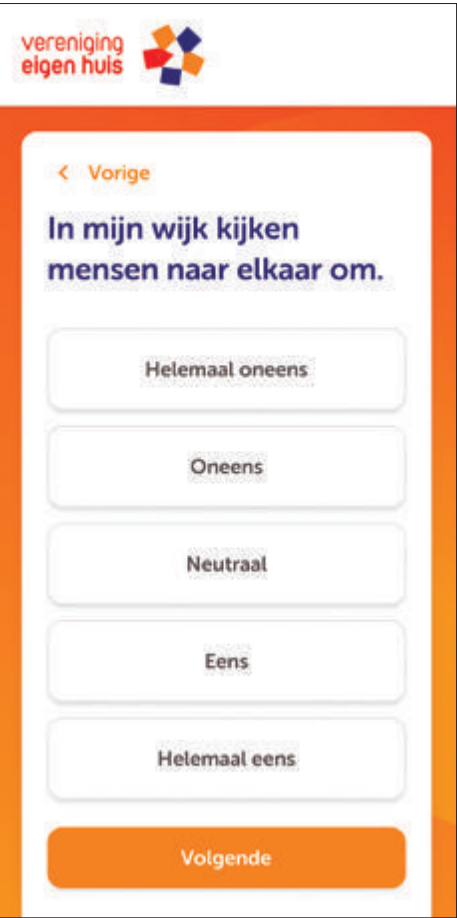 vereniging
eigen huis
< Vorige
In mijn wijk kijken
mensen naar elkaar om.
Helemaal oneens
Oneens
Neutraal
Eens
Helemaal eens
Volgende